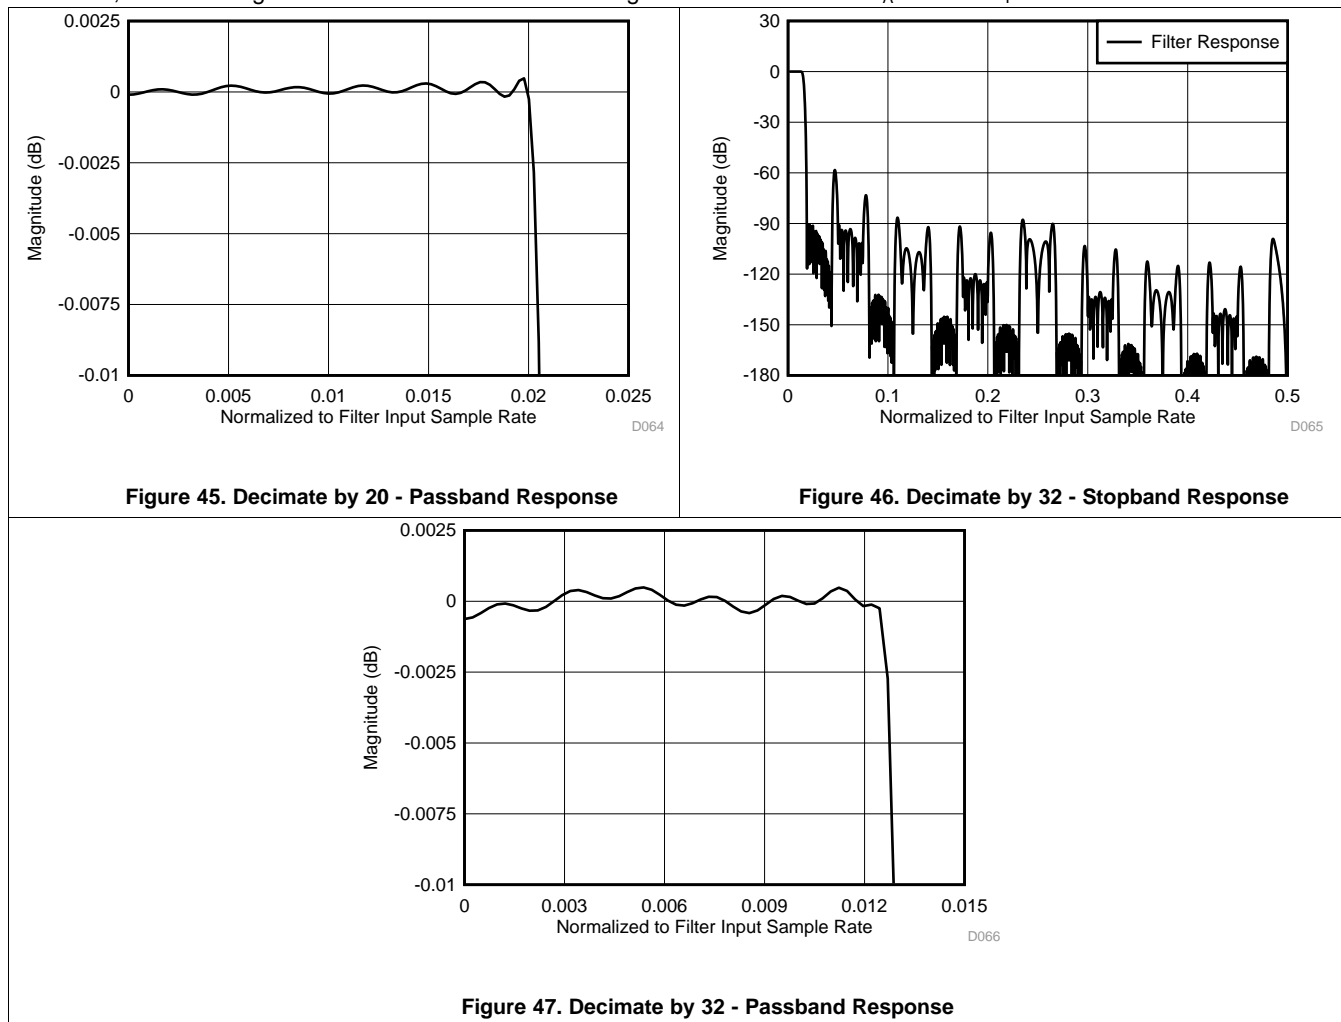 0.0025
0
-0.0025
-0.005
-0.0075
-0.01
Magnitude (dB)
0 0.005 0.01 0.015 0.02 0.025
Normalized to Filter Input Sample Rate
D064
Figure 45. Decimate by 20 - Passband Response
30
0
-30
-60
-90
-120
-150
-180
Magnitude (dB)
Filter Response
0 0.1 0.2 0.3 0.4 0.5
Normalized to Filter Input Sample Rate
D065
Figure 46. Decimate by 32 - Stopband Response
0.0025
0
-0.0025
-0.005
-0.0075
-0.01
Magnitude (dB)
0 0.003 0.006 0.009 0.012 0.015
Normalized to Filter Input Sample Rate
D066
Figure 47. Decimate by 32 - Passband Response